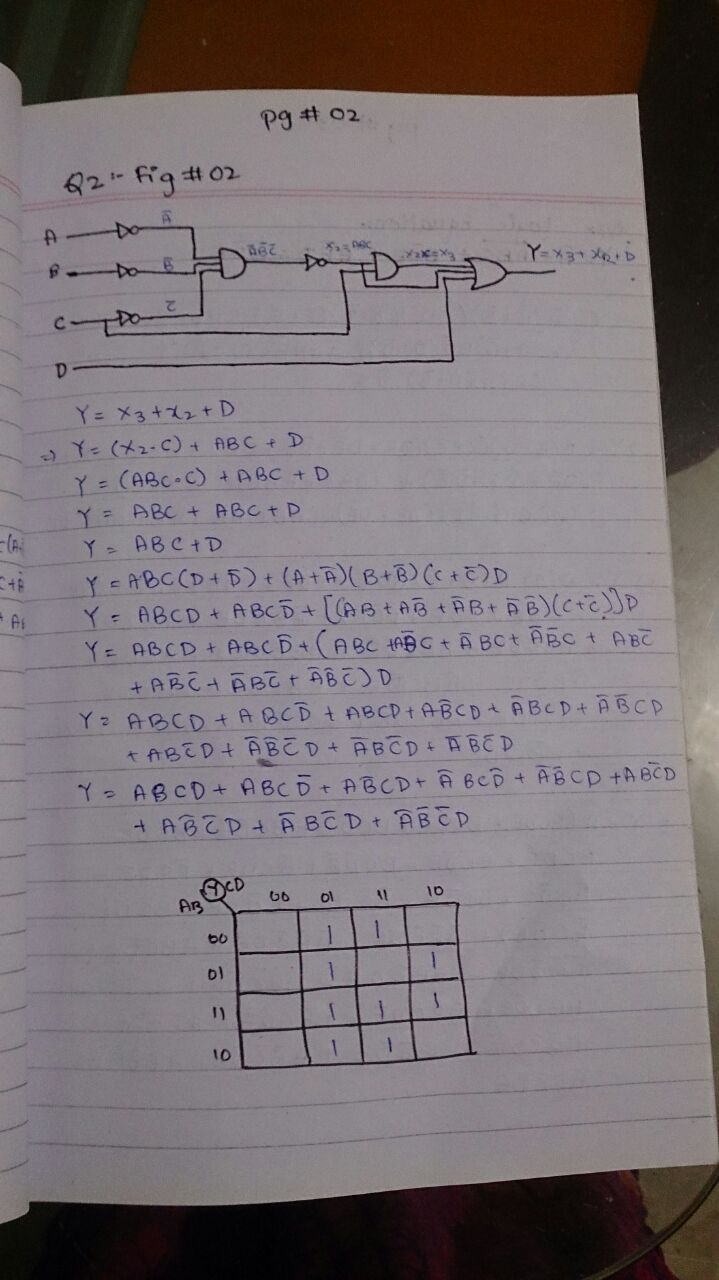 Pg # 02
Q2:- Fig # 02
A Ā
B B̄
C C̄
D
ĀB̄C̄
x₂=ABC
x₂·c=x₃
Y=x₃+x₂+D
Y = x₃ + x₂ + D
=> Y = (x₂·C) + ABC + D
Y = (ABC·C) + ABC + D
Y = ABC + ABC + D
Y = ABC + D
Y = ABC(D + D̄) + (A+Ā)(B+B̄)(C+C̄)D
Y = ABCD + ABCD̄ + [(AB + AB̄ + ĀB + ĀB̄)(C+C̄)]D
Y = ABCD + ABCD̄ + (ABC + AB̄C + ĀBC + ĀB̄C + ABC̄
+ AB̄C̄ + ĀBC̄ + ĀB̄C̄)D
Y = ABCD + ABCD̄ + ABCD + AB̄CD + ĀBCD + ĀB̄CD
+ ABC̄D + ĀB̄C̄D + ĀBC̄D + ĀB̄C̄D
Y = ABCD + ABCD̄ + AB̄CD + ĀBCD̄ + ĀB̄CD + ABC̄D
+ AB̄C̄D + ĀBC̄D + ĀB̄C̄D
Y CD
AB 00 01 11 10
00 1 1
01 1 1
11 1 1 1
10 1 1